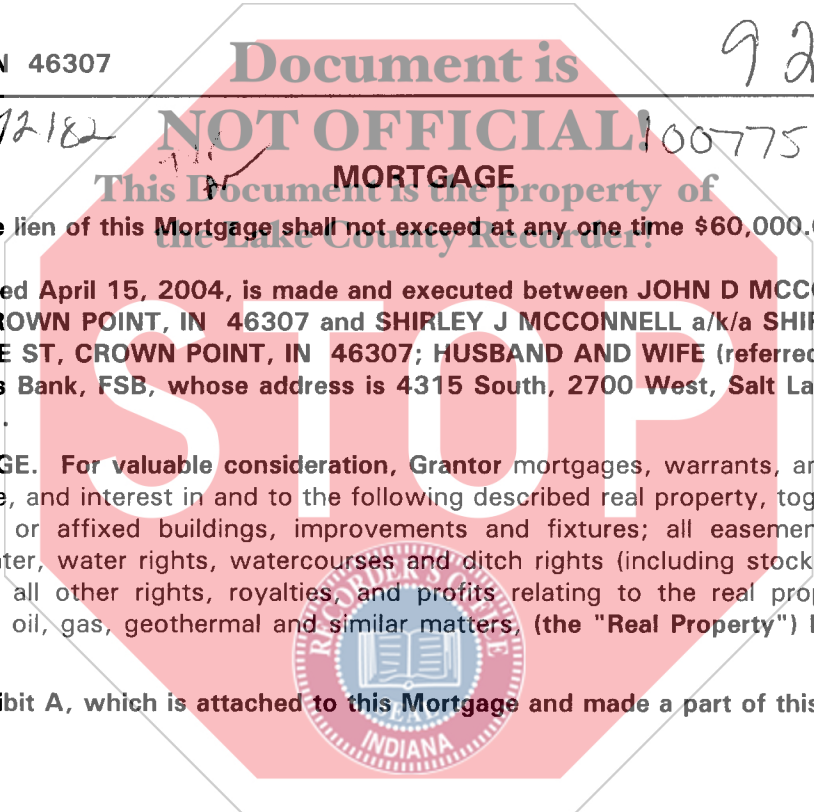 N 46307
Document is
92
NOT OFFICIAL!
100775
MORTGAGE
This Document is the property of
the Lake County Recorder!
e lien of this Mortgage shall not exceed at any one time $60,000.
ed April 15, 2004, is made and executed between JOHN D MCCO
ROWN POINT, IN 46307 and SHIRLEY J MCCONNELL a/k/a SHIR
E ST, CROWN POINT, IN 46307; HUSBAND AND WIFE (referred
s Bank, FSB, whose address is 4315 South, 2700 West, Salt La
.
STOP
GE. For valuable consideration, Grantor mortgages, warrants, an
e, and interest in and to the following described real property, tog
or affixed buildings, improvements and fixtures; all easemen
ter, water rights, watercourses and ditch rights (including stock
all other rights, royalties, and profits relating to the real prop
oil, gas, geothermal and similar matters, (the "Real Property") l
RECORDER'S OFFICE
SEAL
INDIANA
ibit A, which is attached to this Mortgage and made a part of this